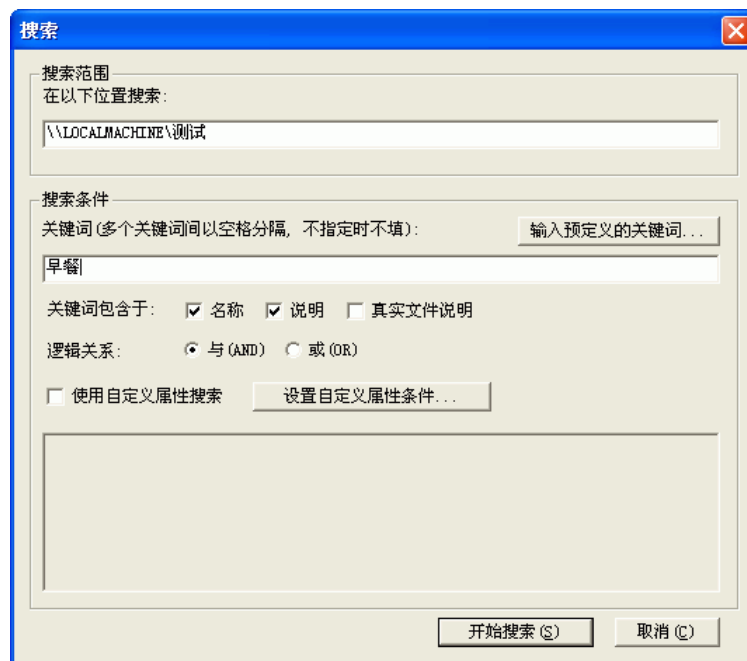 搜索
搜索范围
在以下位置搜索:
\\LOCALMACHINE\测试
搜索条件
关键词(多个关键词间以空格分隔, 不指定时不填):
输入预定义的关键词...
早餐
关键词包含于: 名称 说明 真实文件说明
逻辑关系: 与(AND) 或(OR)
使用自定义属性搜索 设置自定义属性条件...
开始搜索(S) 取消(C)